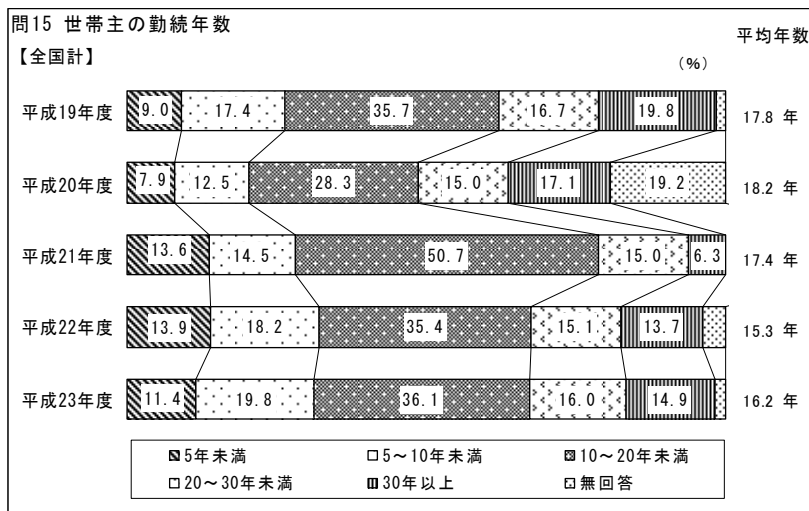 問15 世帯主の勤続年数
【全国計】
平均年数
(%)
平成19年度 9.0 17.4 35.7 16.7 19.8 17.8 年
平成20年度 7.9 12.5 28.3 15.0 17.1 19.2 18.2 年
平成21年度 13.6 14.5 50.7 15.0 6.3 17.4 年
平成22年度 13.9 18.2 35.4 15.1 13.7 15.3 年
平成23年度 11.4 19.8 36.1 16.0 14.9 16.2 年
5年未満 5～10年未満 10～20年未満
20～30年未満 30年以上 無回答